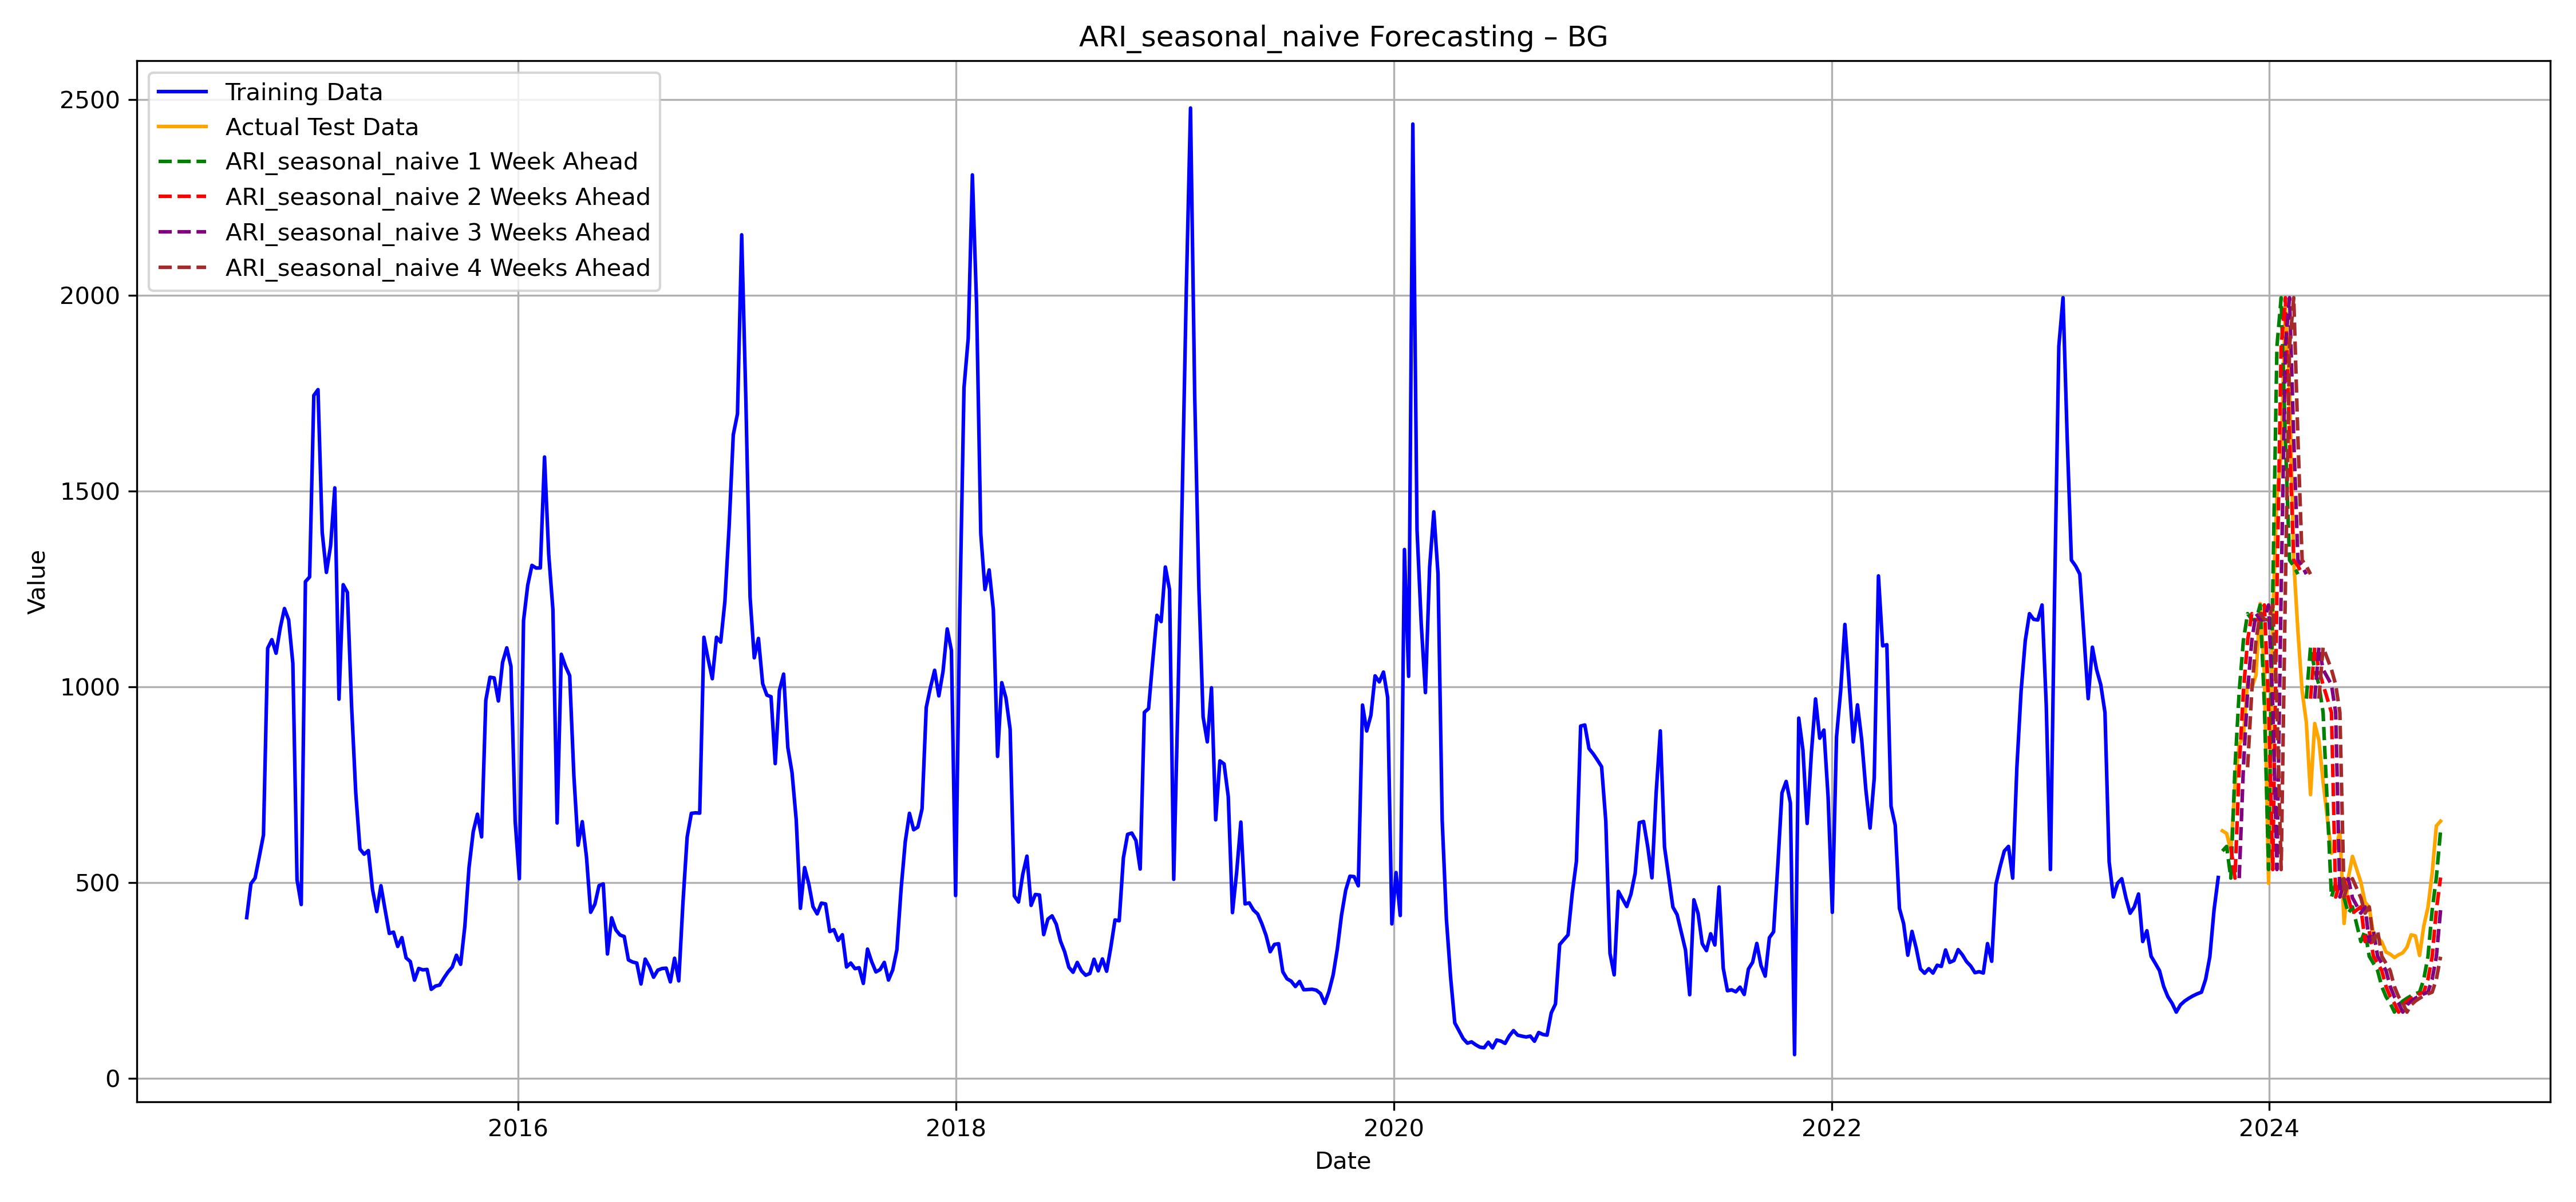 ARI_seasonal_naive Forecasting – BG
Training Data
Actual Test Data
ARI_seasonal_naive 1 Week Ahead
ARI_seasonal_naive 2 Weeks Ahead
ARI_seasonal_naive 3 Weeks Ahead
ARI_seasonal_naive 4 Weeks Ahead
2500
2000
1500
1000
500
0
Value
2016 2018 2020 2022 2024
Date